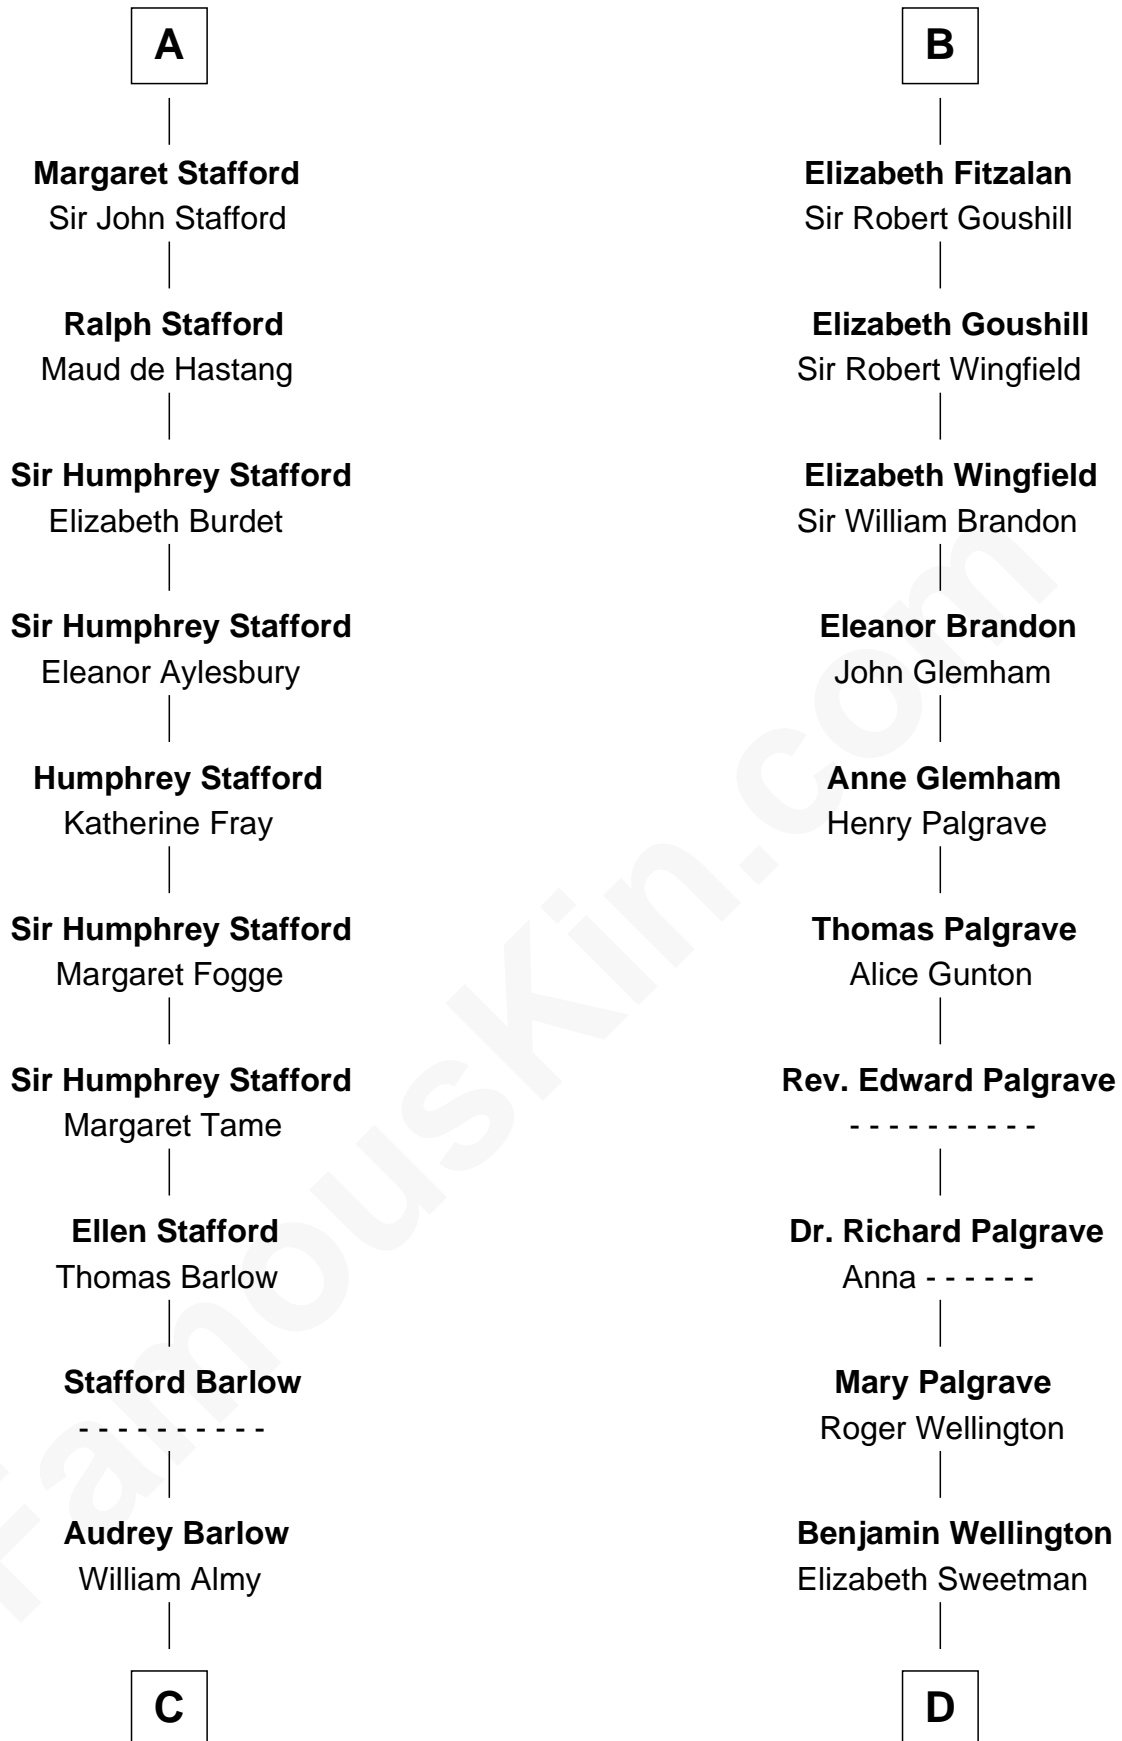 A
Margaret Stafford
Sir John Stafford
Ralph Stafford
Maud de Hastang
Sir Humphrey Stafford
Elizabeth Burdet
Sir Humphrey Stafford
Eleanor Aylesbury
Humphrey Stafford
Katherine Fray
Sir Humphrey Stafford
Margaret Fogge
Sir Humphrey Stafford
Margaret Tame
Ellen Stafford
Thomas Barlow
Stafford Barlow
- - - - - - - - - -
Audrey Barlow
William Almy
C
B
Elizabeth Fitzalan
Sir Robert Goushill
Elizabeth Goushill
Sir Robert Wingfield
Elizabeth Wingfield
Sir William Brandon
Eleanor Brandon
John Glemham
Anne Glemham
Henry Palgrave
Thomas Palgrave
Alice Gunton
Rev. Edward Palgrave
- - - - - - - - - -
Dr. Richard Palgrave
Anna - - - - - -
Mary Palgrave
Roger Wellington
Benjamin Wellington
Elizabeth Sweetman
D
FamousKin.com